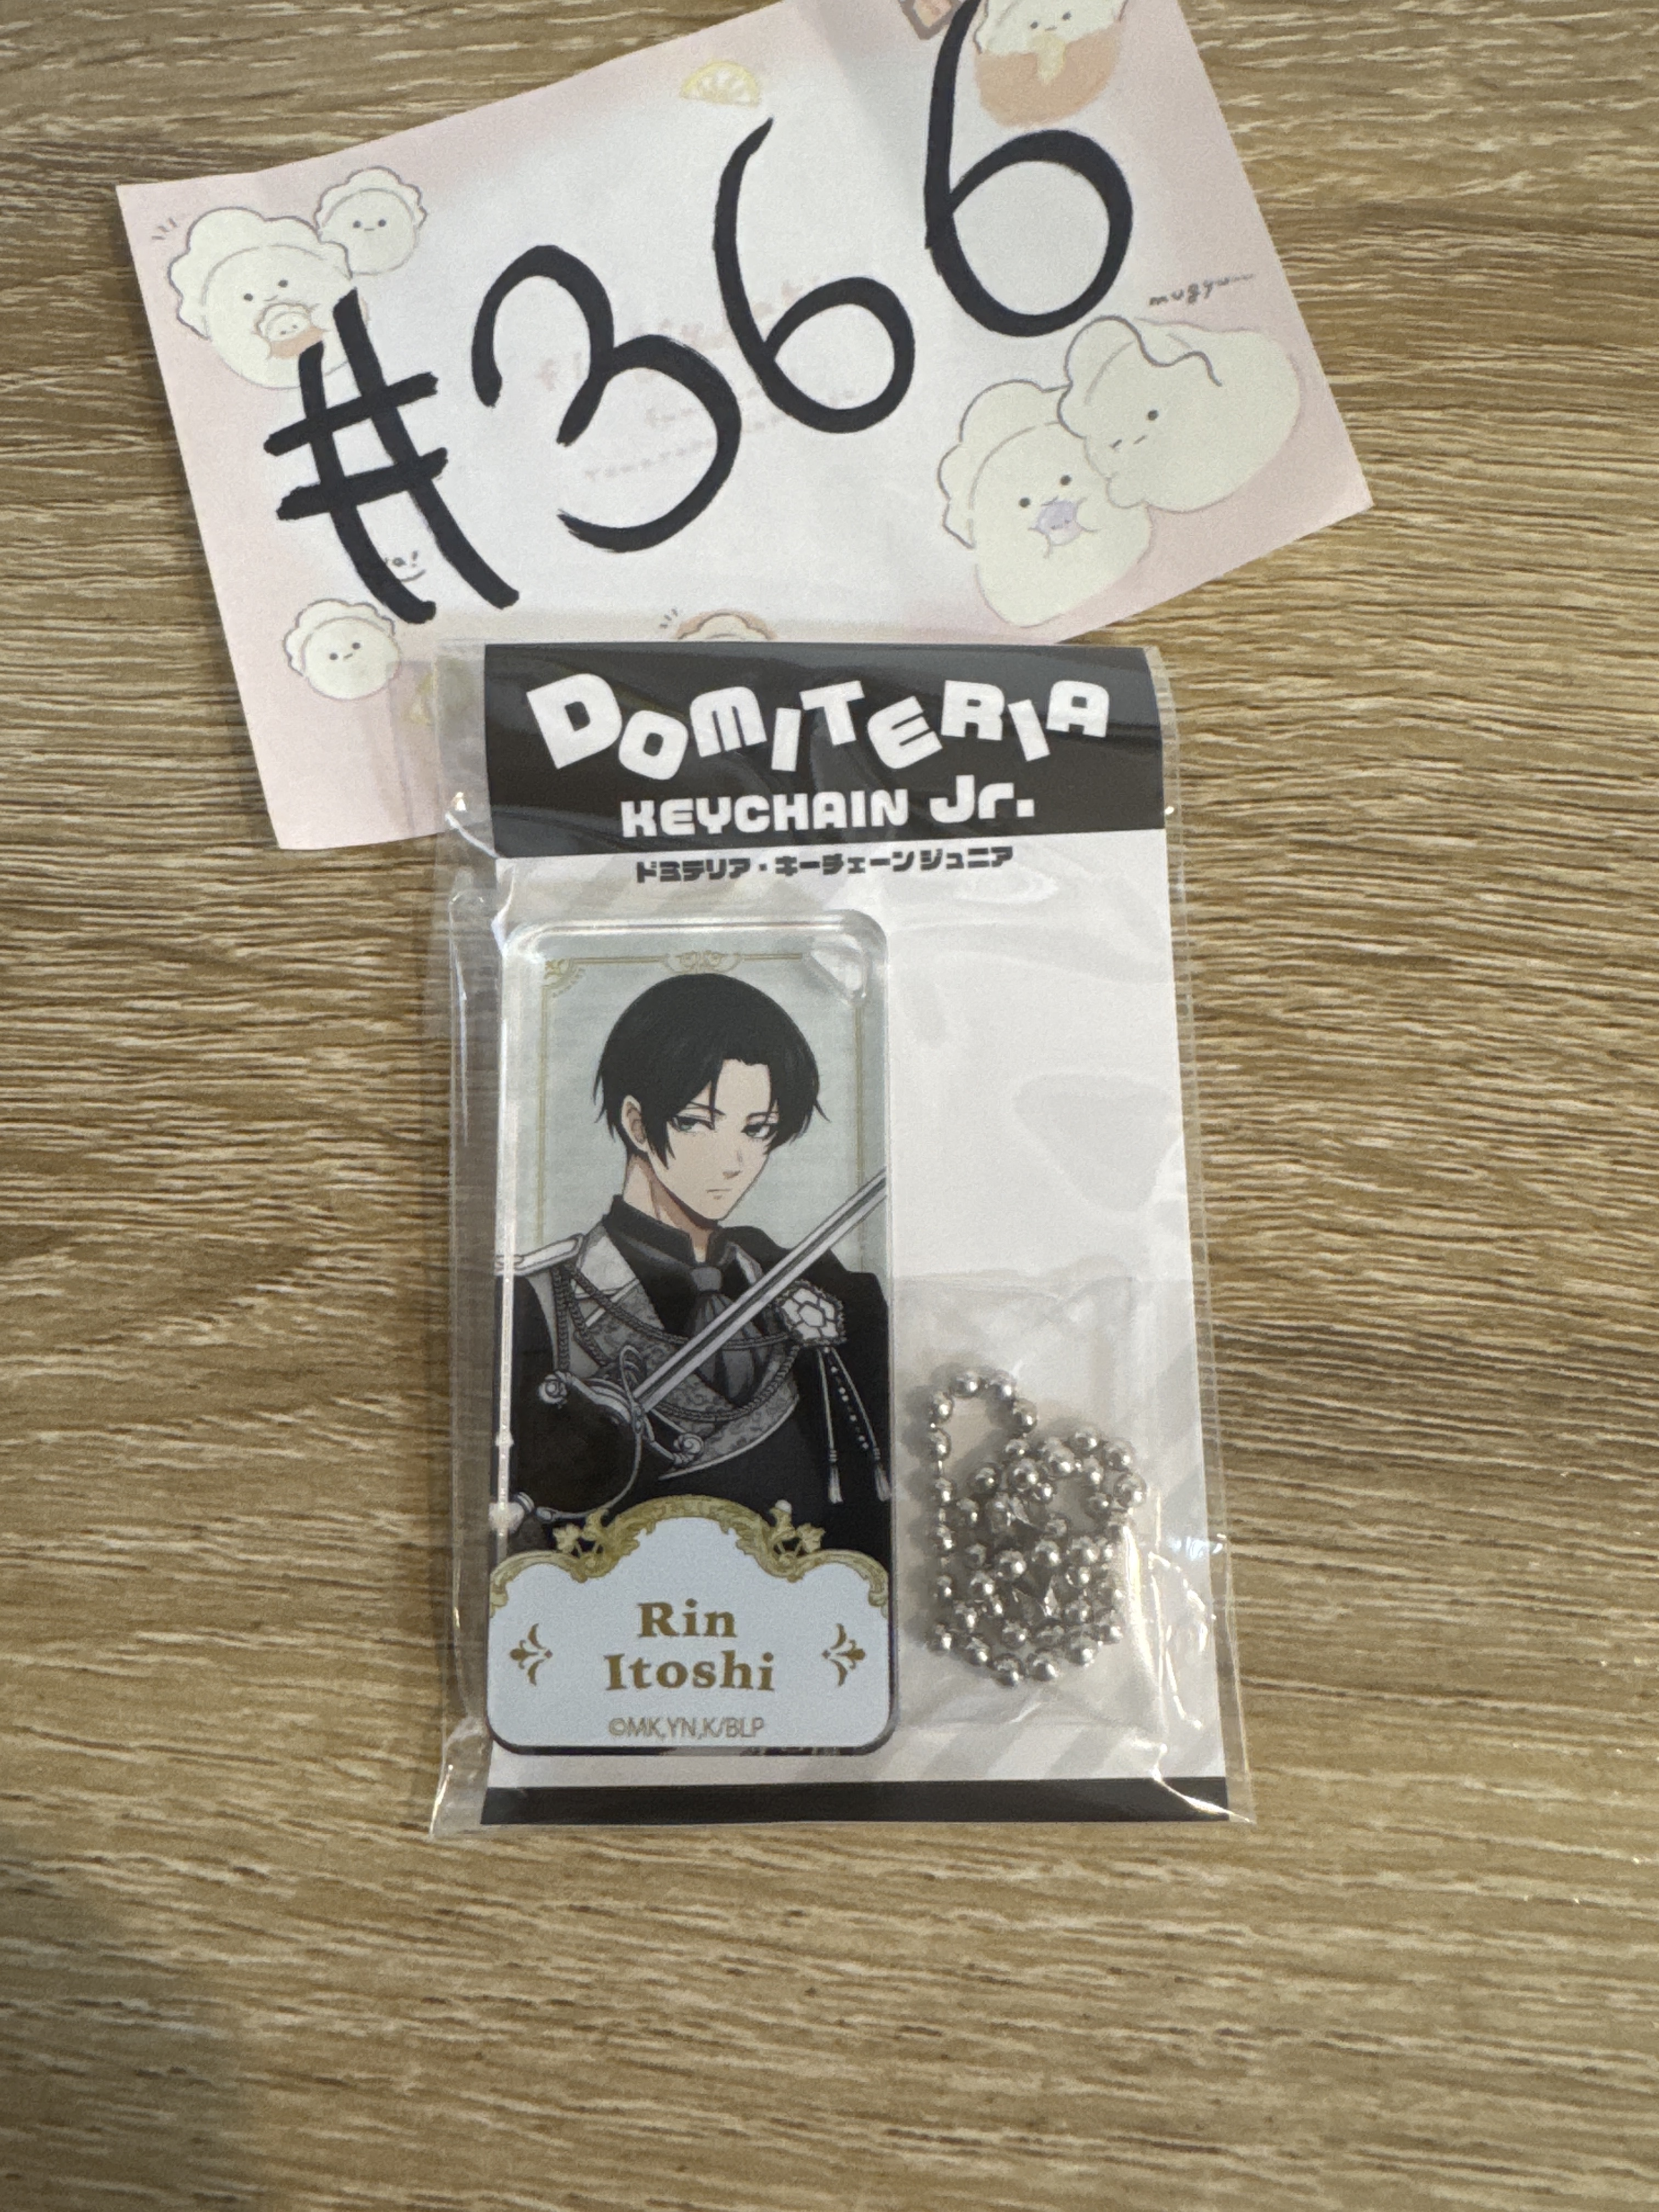 #366
mugyu
DOMITERIA
KEYCHAIN Jr.
ドミテリア・キーチェーンジュニア
Rin
Itoshi
©MK,YN,K/BLP